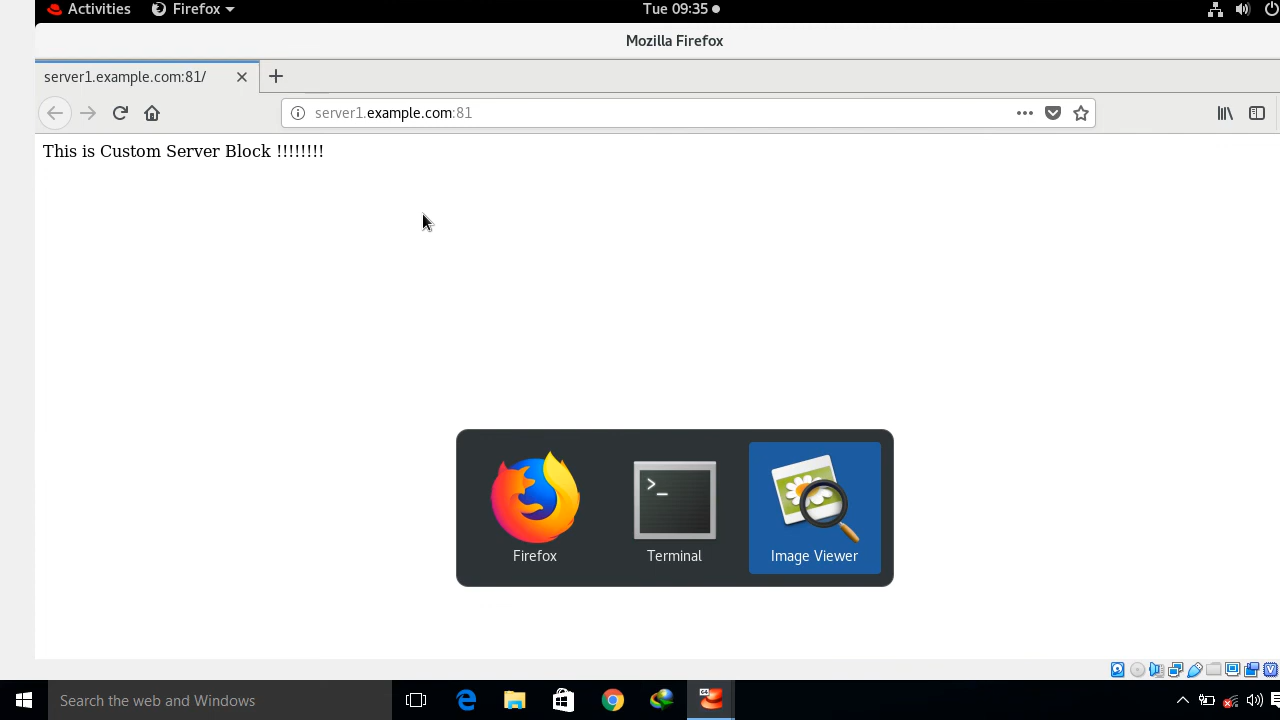 Activities
Firefox
Tue 09:35
Mozilla Firefox
server1.example.com:81/
server1.example.com:81
This is Custom Server Block !!!!!!!!
>_
Firefox
Terminal
Image Viewer
Search the web and Windows
64